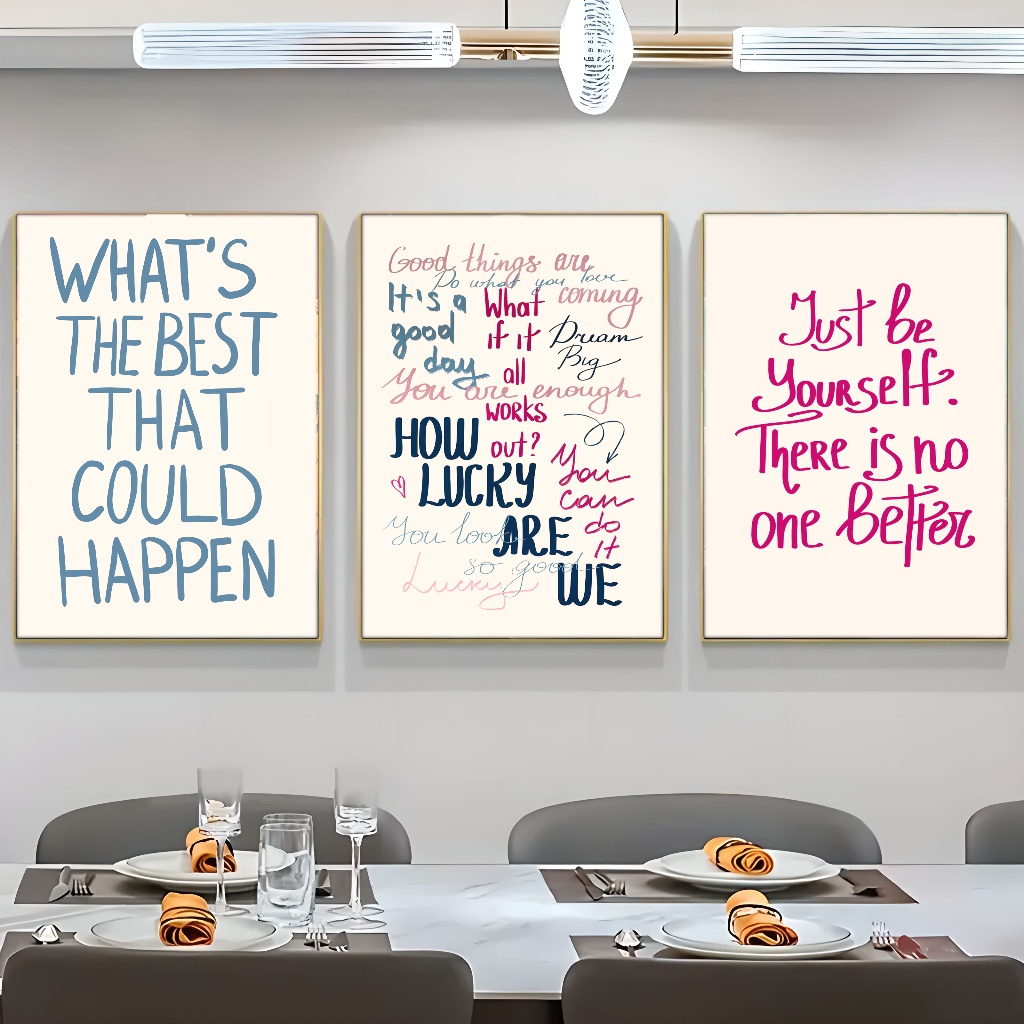 WHAT'S
THE BEST
THAT
COULD
HAPPEN
Good things are
coming
Do what you love
It's a
good
day
What
if it
all
WORKS
out?
Dream
Big
You are enough.
HOW
LUCKY
ARE
WE
You
can
do
it
You look
so good
Lucky
Just be
Yourself.
There is no
one better